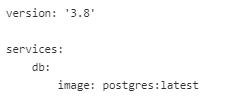 version: '3.8'

services:
    db:
        image: postgres:latest